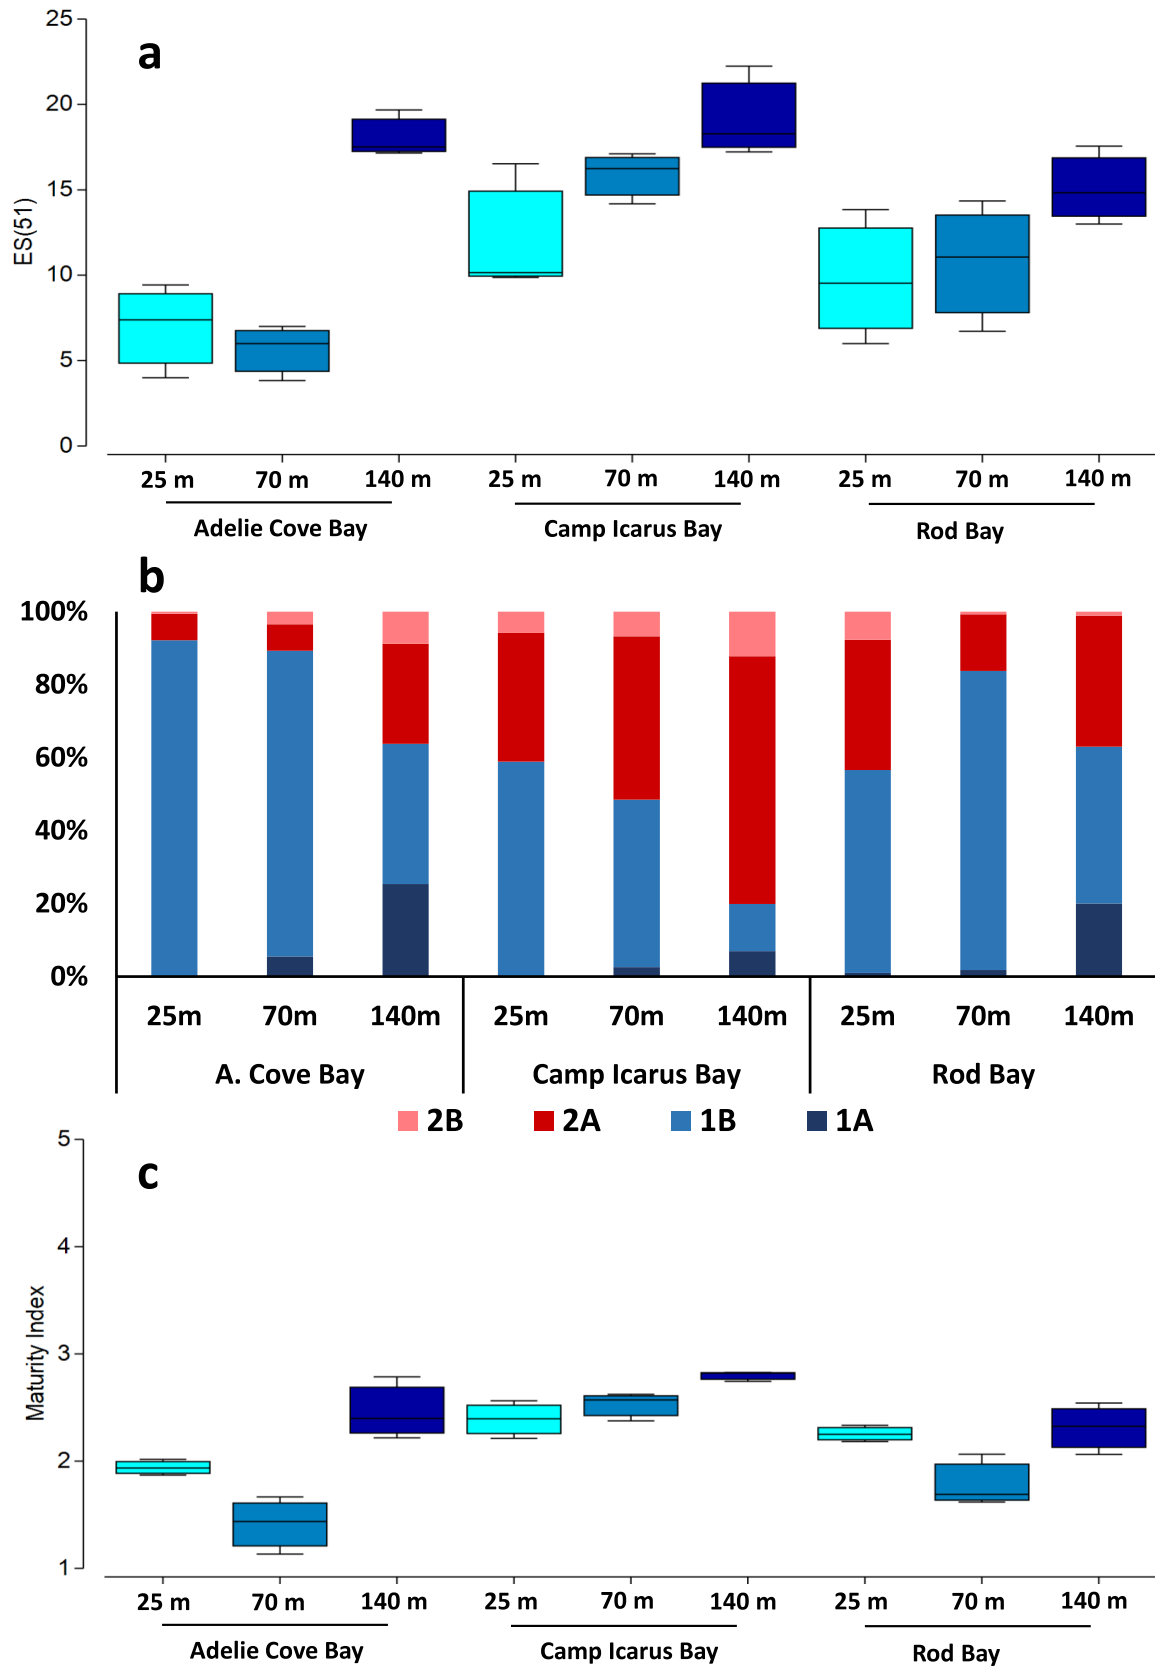 a
25
20
15
10
5
0
ES(51)
25 m 70 m 140 m 25 m 70 m 140 m 25 m 70 m 140 m
Adelie Cove Bay Camp Icarus Bay Rod Bay
b
100%
80%
60%
40%
20%
0%
25m 70m 140m 25m 70m 140m 25m 70m 140m
A. Cove Bay Camp Icarus Bay Rod Bay
2B 2A 1B 1A
c
5
4
3
2
1
Maturity Index
25 m 70 m 140 m 25 m 70 m 140 m 25 m 70 m 140 m
Adelie Cove Bay Camp Icarus Bay Rod Bay